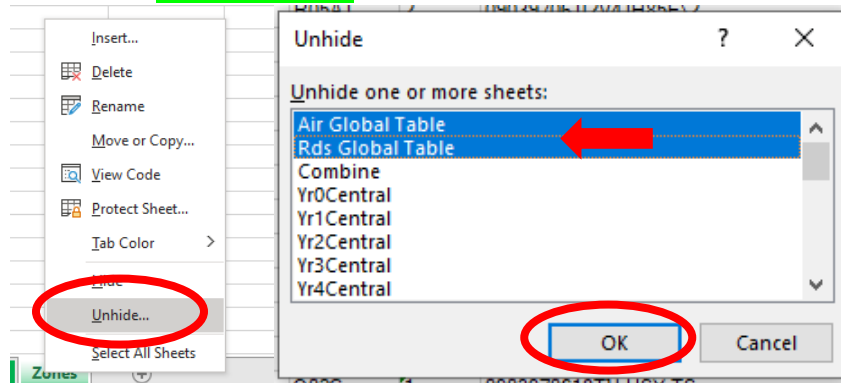 Insert...
Delete
Rename
Move or Copy...
View Code
Protect Sheet...
Tab Color >
Hide
Unhide...
Select All Sheets
Zones
Unhide ? ×
Unhide one or more sheets:
Air Global Table
Rds Global Table
Combine
Yr0Central
Yr1Central
Yr2Central
Yr3Central
Yr4Central
OK Cancel